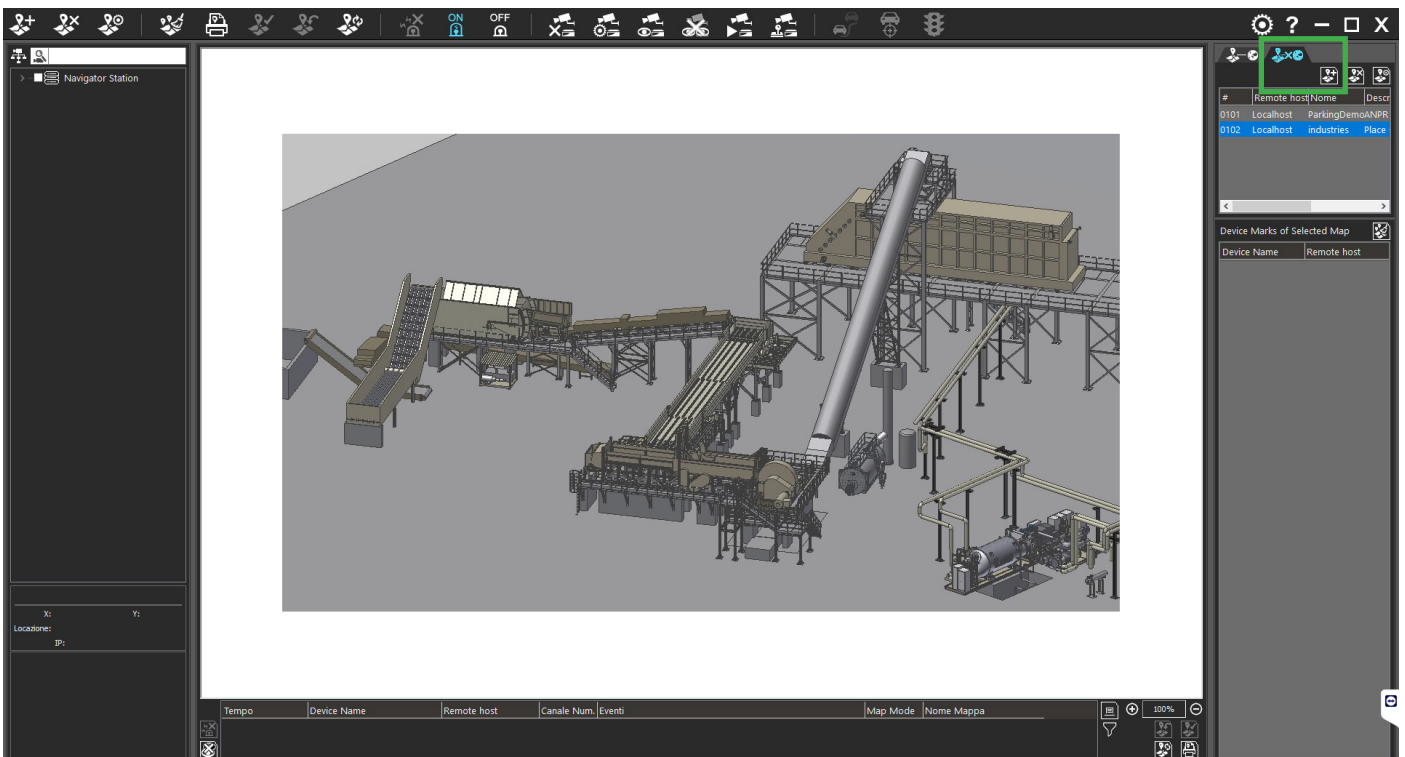 ON
OFF
?
X
Navigator Station
# Remote host Nome Descr
0101 Localhost ParkingDemoANPR
0102 Localhost industries Place
Device Marks of Selected Map
Device Name Remote host
X: Y:
Locazione:
IP:
Tempo Device Name Remote host Canale Num. Eventi Map Mode Nome Mappa
100%